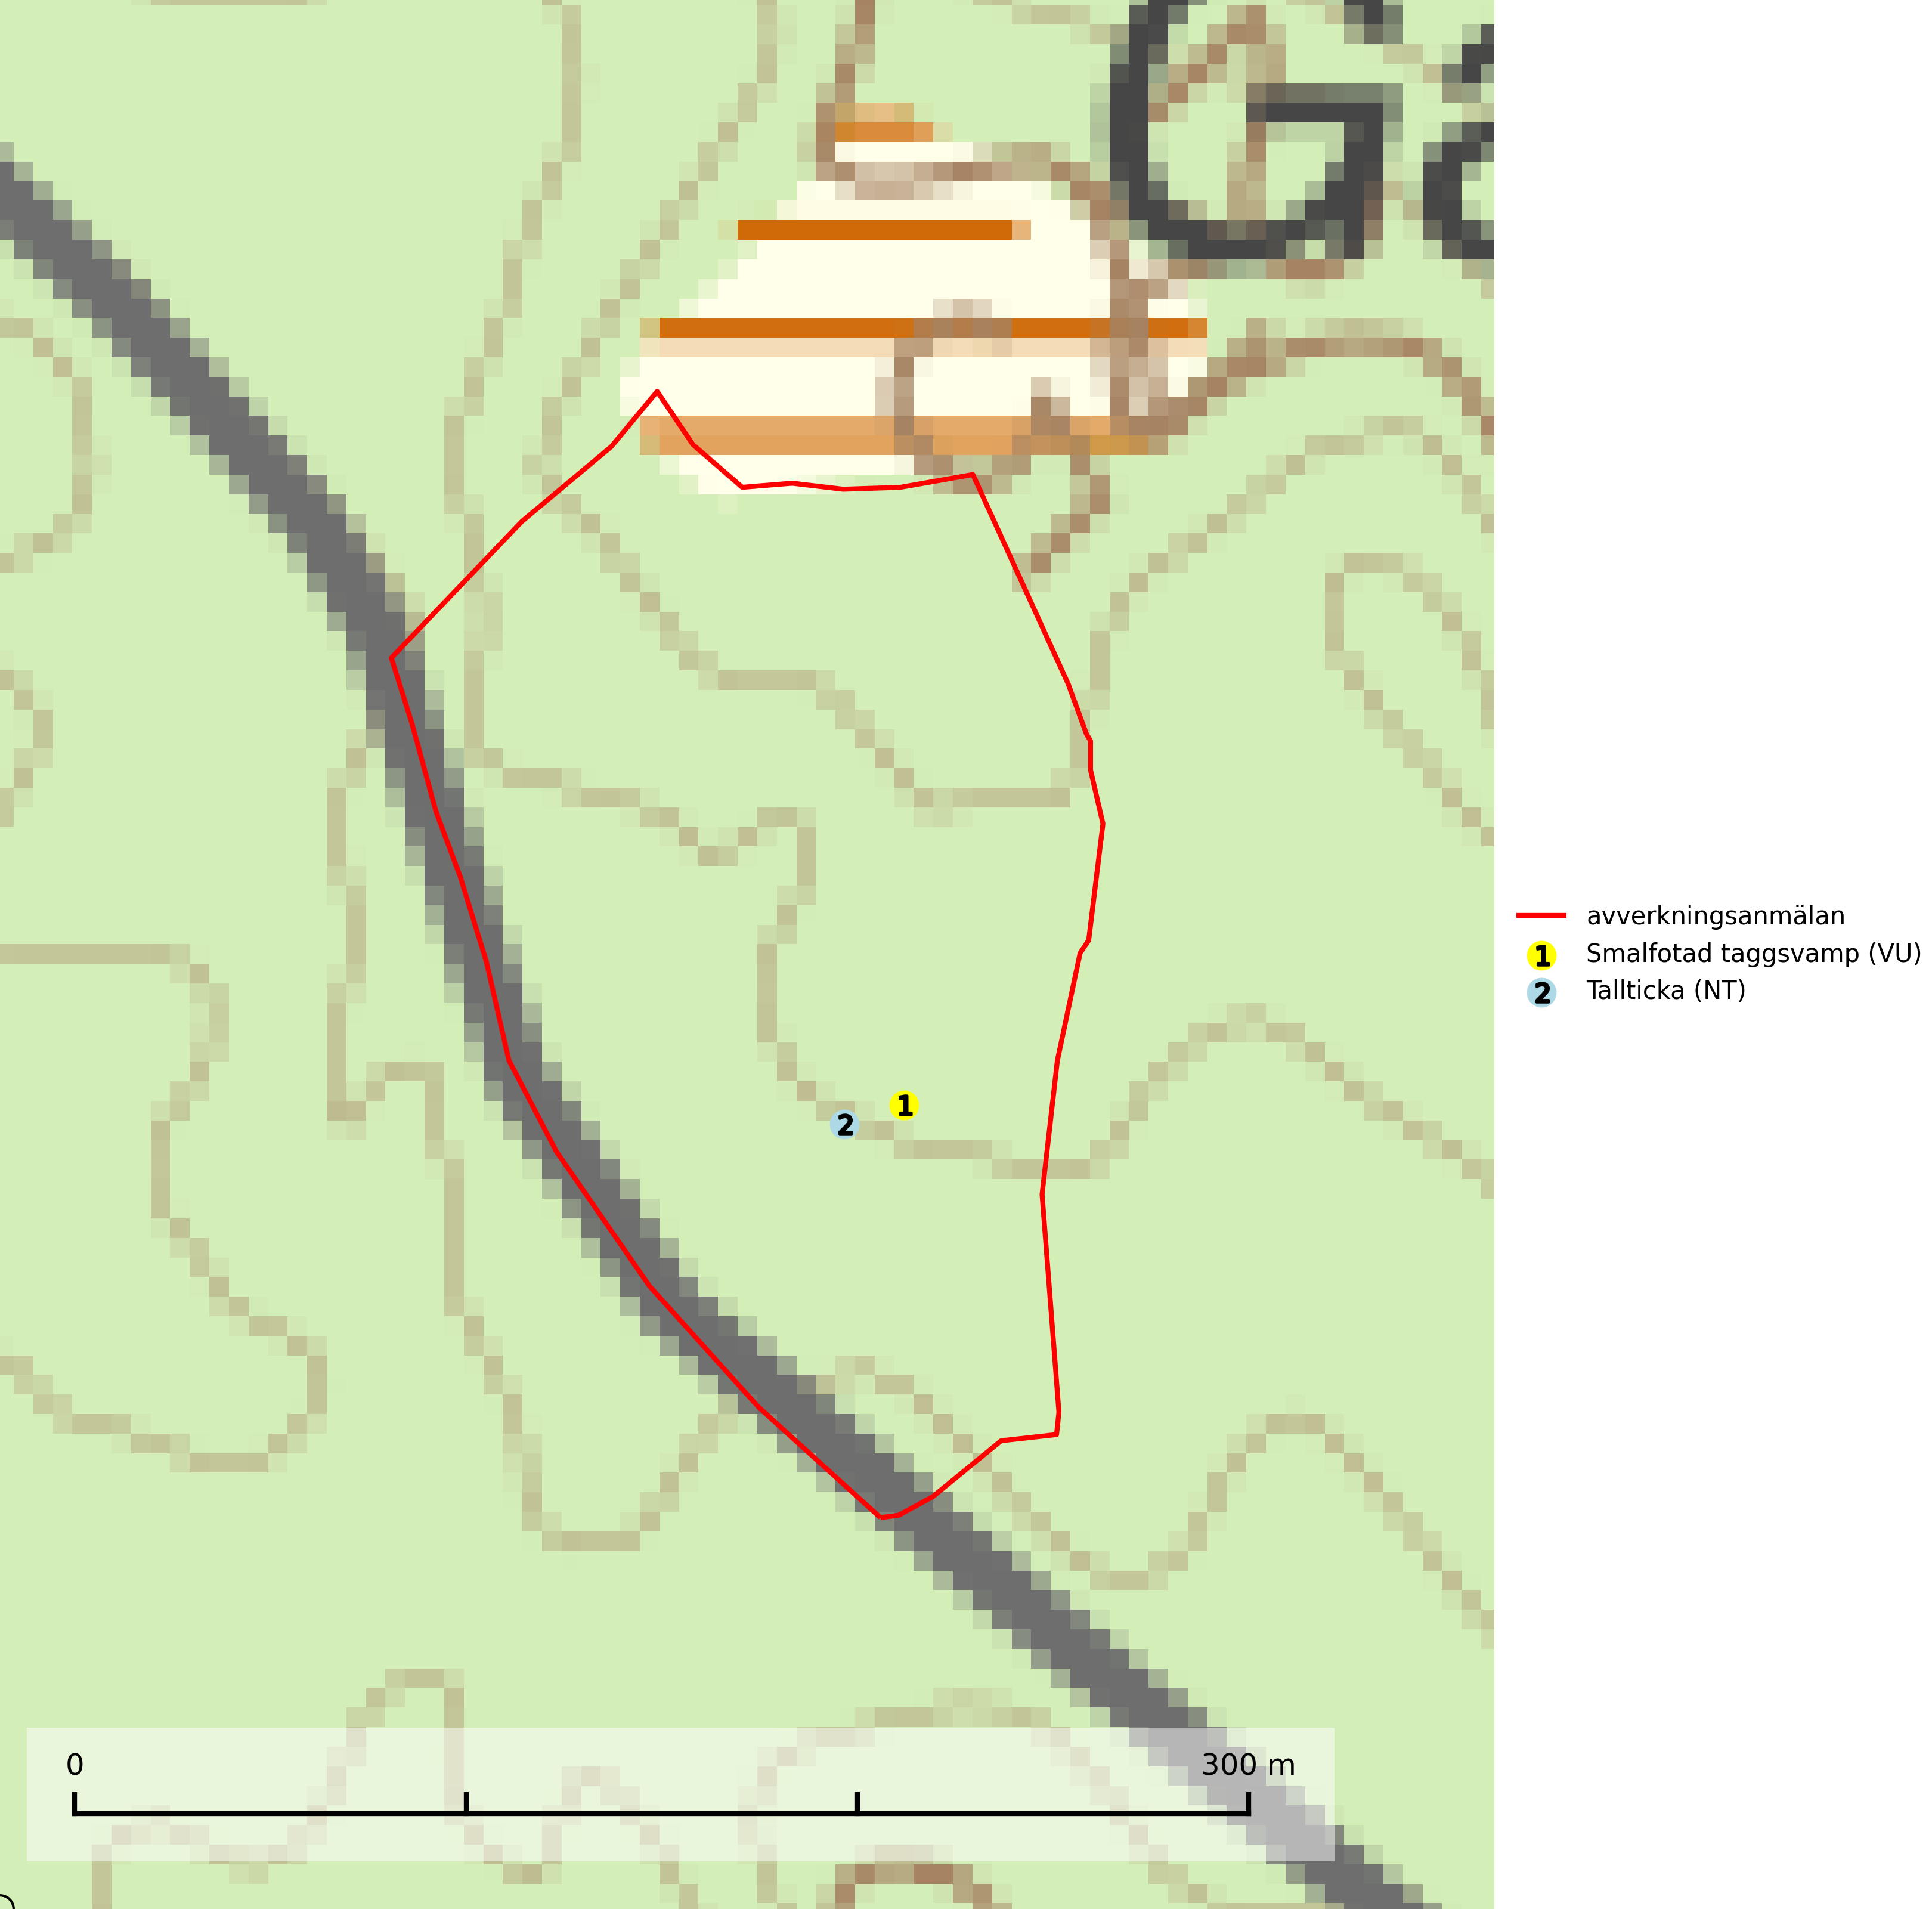 avverkningsanmälan
1 Smalfotad taggsvamp (VU)
2 Tallticka (NT)
1
2
0 300 m